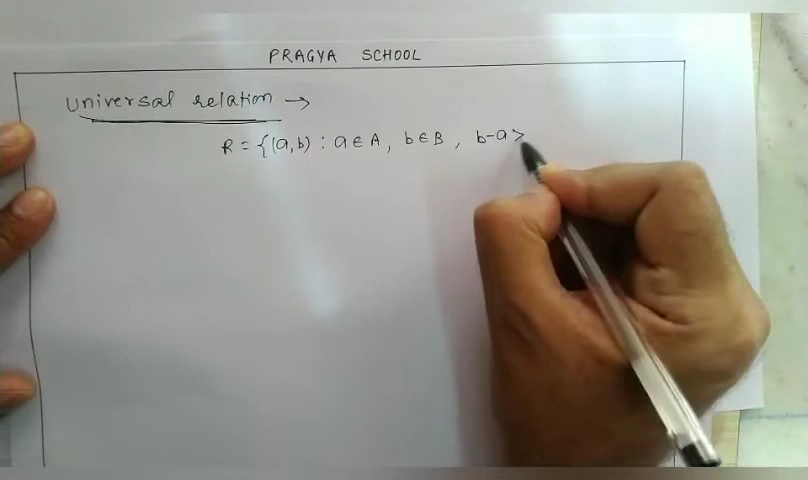 PRAGYA SCHOOL
Universal relation →
R = {(a,b) : a ∈ A, b ∈ B, b-a >